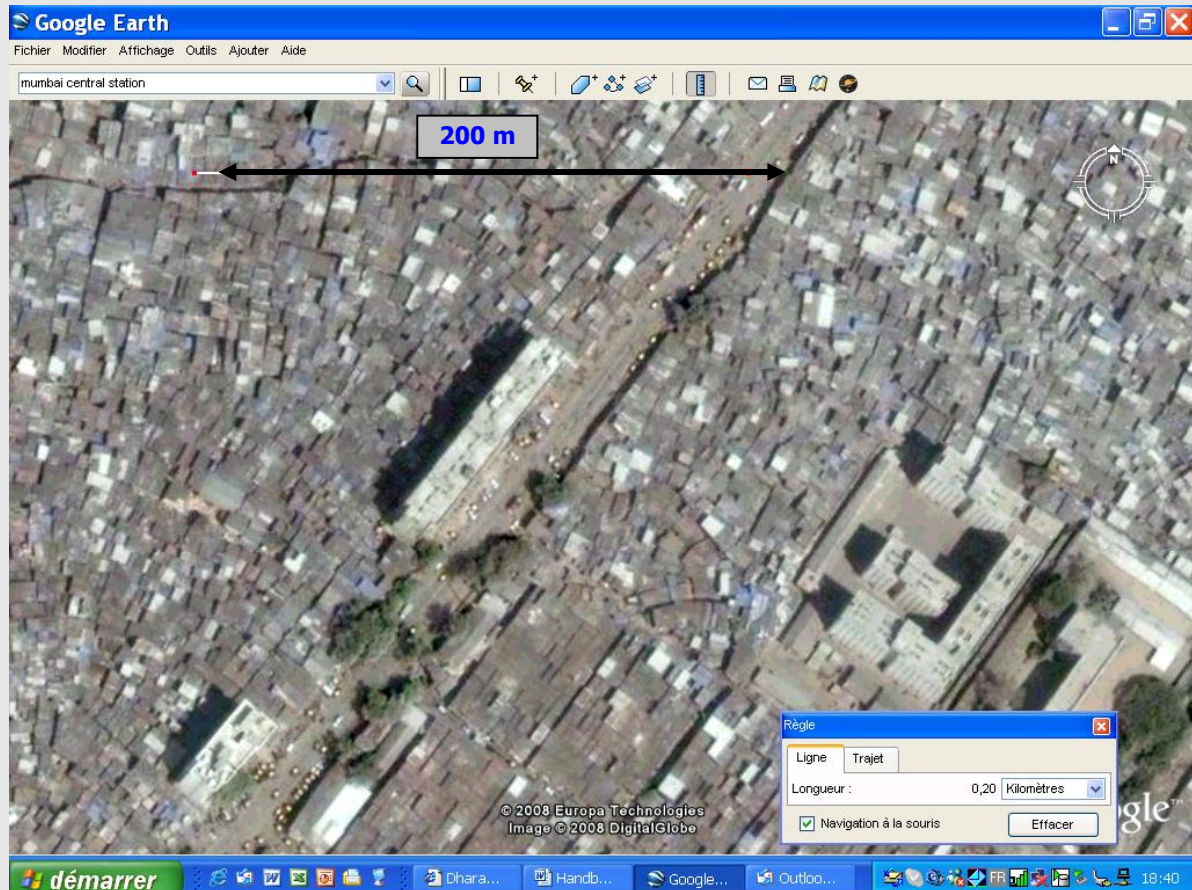 Google Earth
Fichier Modifier Affichage Outils Ajouter Aide
mumbai central station
200 m
N
Règle
Ligne Trajet
Longueur : 0,20 Kilomètres
Navigation à la souris Effacer
© 2008 Europa Technologies
Image © 2008 DigitalGlobe
gle™
démarrer Dhara... Handb... Google... Outloo... FR 18:40